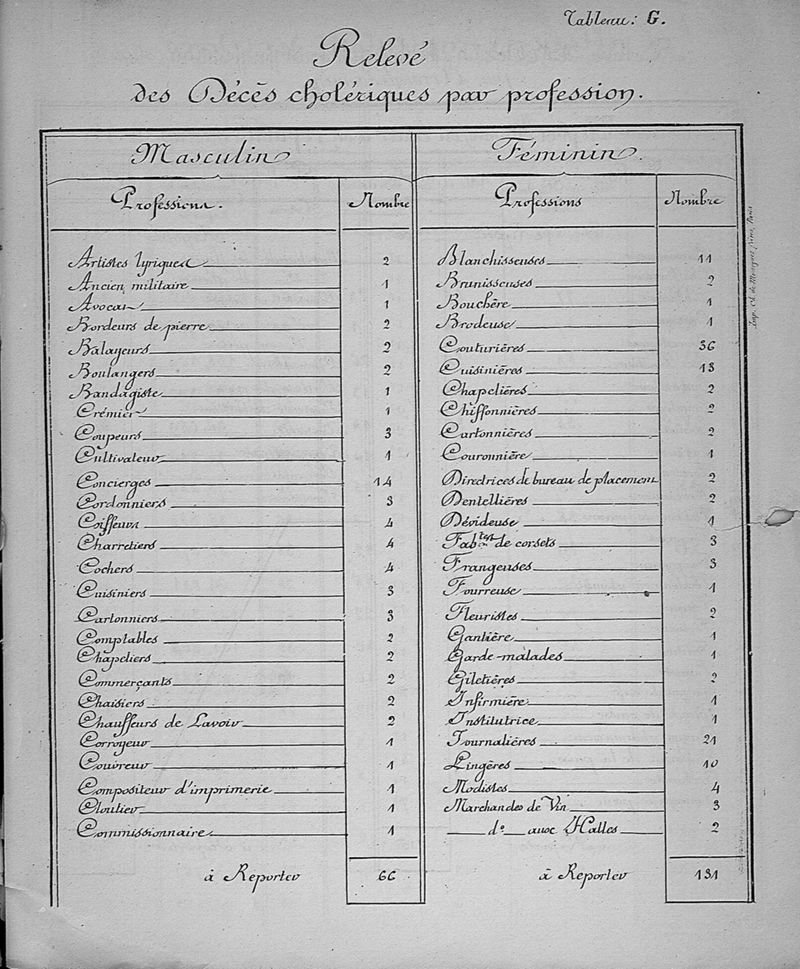 Tableau: G.
Relevé
des Décès cholériques par profession.
Masculin
Professions. Nombre
Artistes lyriques 2
Ancien militaire 1
Avocat 1
Bordeurs de pierre 2
Balayeurs 2
Boulangers 2
Bandagiste 1
Crémier 1
Coupeurs 3
Cultivateur 1
Concierges 14
Cordonniers 3
Coiffeurs 4
Charretiers 4
Cochers 4
Cuisiniers 3
Cartonniers 3
Comptables 2
Chapeliers 2
Commerçants 2
Chaisiers 2
Chauffeurs de Lavoir 2
Corroyeur 1
Couvreur 1
Compositeur d'imprimerie 1
Cloutier 1
Commissionnaire 1
à Reporter 66
Féminin.
Professions Nombre
Blanchisseuses 11
Brunisseuses 2
Bouchère 1
Brodeuse 1
Couturières 36
Cuisinières 13
Chapelières 2
Chiffonnières 2
Cartonnières 2
Couronnière 1
Directrices de bureau de placement 2
Dentellières 2
Dévideuse 1
Fabtes de corsets 3
Frangeuses 3
Fourreuse 1
Fleuristes 2
Gantière 1
Garde-malades 1
Giletières 2
Infirmière 1
Institutrice 1
Journalières 21
Lingères 10
Modistes 4
Marchandes de Vin 3
do aux Halles 2
à Reporter 131